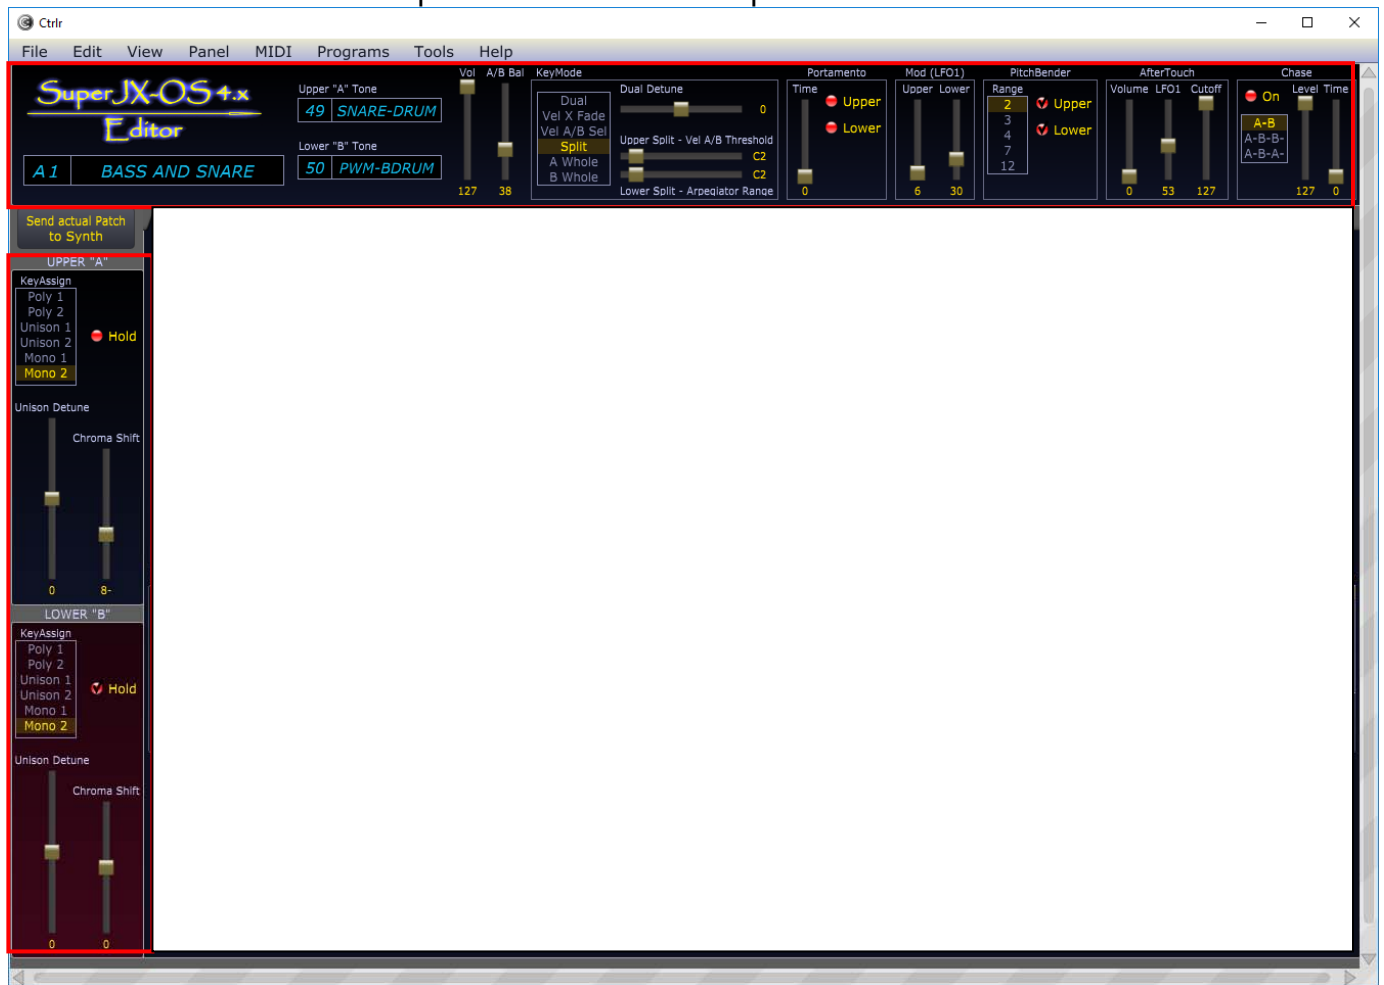 Ctrlr
File Edit View Panel MIDI Programs Tools Help
SuperJX-OS 4.x
Editor
A1 BASS AND SNARE
Upper "A" Tone
49 SNARE-DRUM
Lower "B" Tone
50 PWM-BDRUM
Vol A/B Bal
127 38
KeyMode
Dual
Vel X Fade
Vel A/B Sel
Split
A Whole
B Whole
Dual Detune
0
Upper Split - Vel A/B Threshold
C2
C2
Lower Split - Arpegiator Range
Portamento
Time
Upper
Lower
0
Mod (LFO1)
Upper Lower
6 30
PitchBender
Range
2
3
4
7
12
Upper
Lower
AfterTouch
Volume LFO1 Cutoff
0 53 127
Chase
On
Level Time
A-B
A-B-B-
A-B-A-
127 0
Send actual Patch
to Synth
UPPER "A"
KeyAssign
Poly 1
Poly 2
Unison 1
Unison 2
Mono 1
Mono 2
Hold
Unison Detune
Chroma Shift
0 8-
LOWER "B"
KeyAssign
Poly 1
Poly 2
Unison 1
Unison 2
Mono 1
Mono 2
Hold
Unison Detune
Chroma Shift
0 0